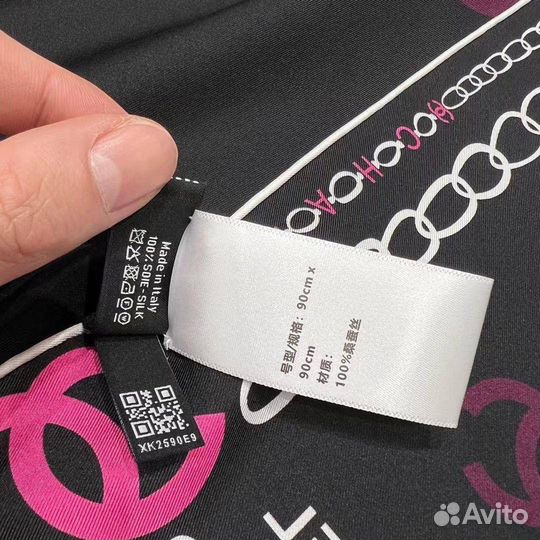 Made in Italy
100% SOIE - SILK
号型/规格：90cm x
90cm
材质：
100%桑蚕丝
XK2590E9
A H C
Avito